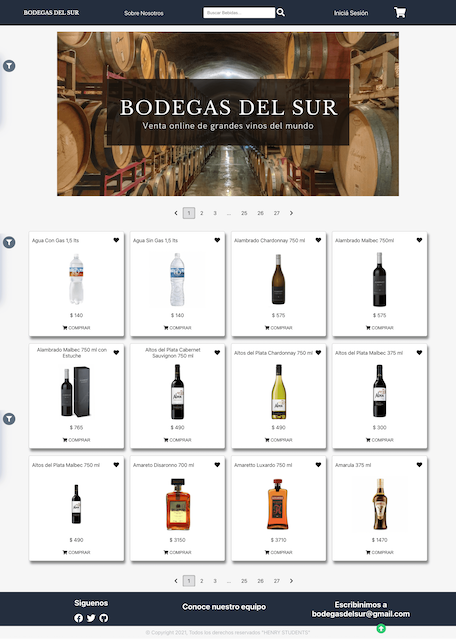 BODEGAS DEL SUR
Sobre Nosotros
Buscar Bebidas...
Iniciá Sesión
BODEGAS DEL SUR
Venta online de grandes vinos del mundo
1 2 3 ... 25 26 27
Agua Con Gas 1,5 lts
Agua Sin Gas 1,5 lts
Alambrado Chardonnay 750 ml
Alambrado Malbec 750ml
$ 140
$ 140
$ 575
$ 575
COMPRAR
COMPRAR
COMPRAR
COMPRAR
Alambrado Malbec 750 ml con
Estuche
Altos del Plata Cabernet
Sauvignon 750 ml
Altos del Plata Chardonnay 750 ml
Altos del Plata Malbec 375 ml
$ 765
$ 490
$ 490
$ 300
COMPRAR
COMPRAR
COMPRAR
COMPRAR
Altos del Plata Malbec 750 ml
Amareto Disaronno 700 ml
Amaretto Luxardo 750 ml
Amarula 375 ml
$ 490
$ 3150
$ 3710
$ 1470
COMPRAR
COMPRAR
COMPRAR
COMPRAR
1 2 3 ... 25 26 27
Siguenos
Conoce nuestro equipo
Escribinimos a
bodegasdelsur@gmail.com
© Copyright 2021. Todos los derechos reservados "HENRY STUDENTS"